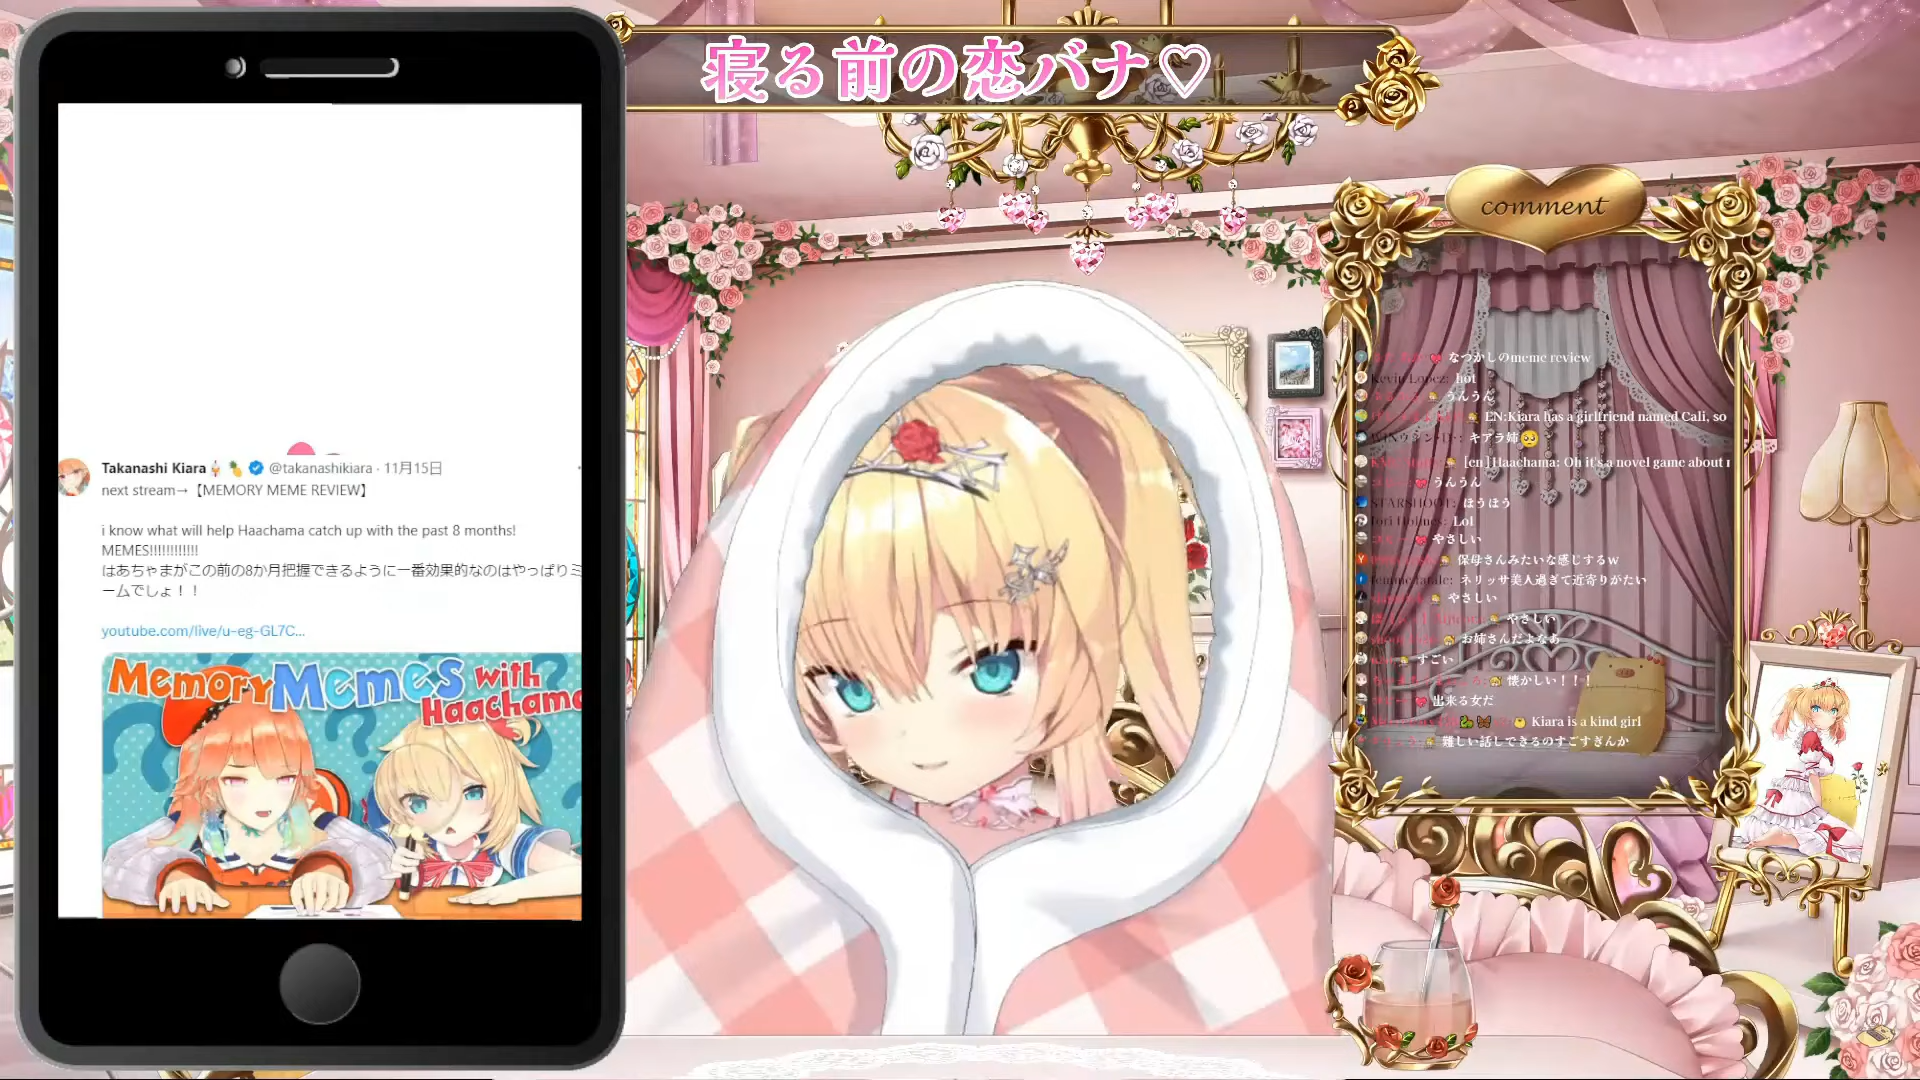 寝る前の恋バナ♡
Takanashi Kiara @takanashikiara · 11月15日
next stream→【MEMORY MEME REVIEW】
i know what will help Haachama catch up with the past 8 months!
MEMES!!!!!!!!!!!!
はあちゃまがこの前の8か月把握できるように一番効果的なのはやっぱりミ
ームでしょ！！
youtube.com/live/u-eg-GL7C...
Memory Memes with
Haachama
comment
なつかしのmeme review
Kevin Lopez: hot
うんうん
EN:Kiara has a girlfriend named Cali, so
キアラ姉🥺
[en] Haachama: Oh it's a novel game about
うんうん
STARSHOOT: ほうほう
Lol
やさしい
保母さんみたいな感じするw
femme fatale: ネリッサ美人過ぎて近寄りがたい
やさしい
やさしい
お姉さんだよなあ
すごい
懐かしい！！！
出来る女だ
Kiara is a kind girl
難しい話しできるのすごすぎんか